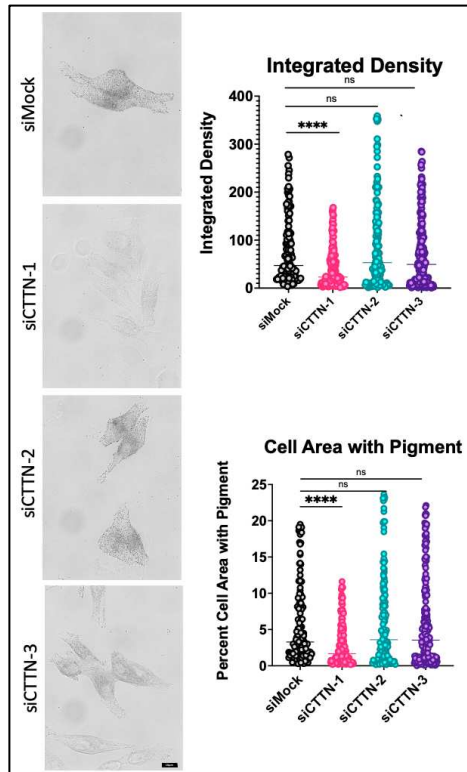 siMock
siCTTN-1
siCTTN-2
siCTTN-3
Integrated Density
ns
ns
****
Integrated Density
400
300
200
100
0
siMock
siCTTN-1
siCTTN-2
siCTTN-3
Cell Area with Pigment
ns
ns
****
Percent Cell Area with Pigment
25
20
15
10
5
0
siMock
siCTTN-1
siCTTN-2
siCTTN-3